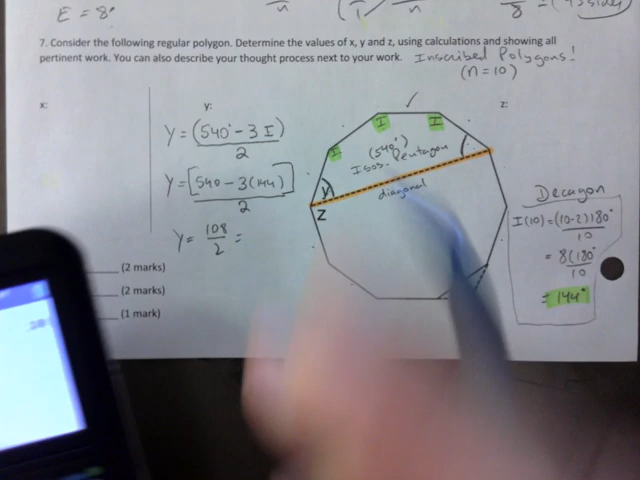 E = 8°
n
n
8
7. Consider the following regular polygon. Determine the values of x, y and z, using calculations and showing all
pertinent work. You can also describe your thought process next to your work. Inscribed Polygons!
(n=10)
x:
y:
z:
Y = (540° - 3 I)
2
Y = [540 - 3(144)]
2
Y = 108
2 =
I
I
I
(540°)
Isos. Pentagon
diagonal
Y
Z
Decagon
I(10) = (10-2)180°
10
= 8(180°
10
= 144°
(2 marks)
(2 marks)
(1 mark)